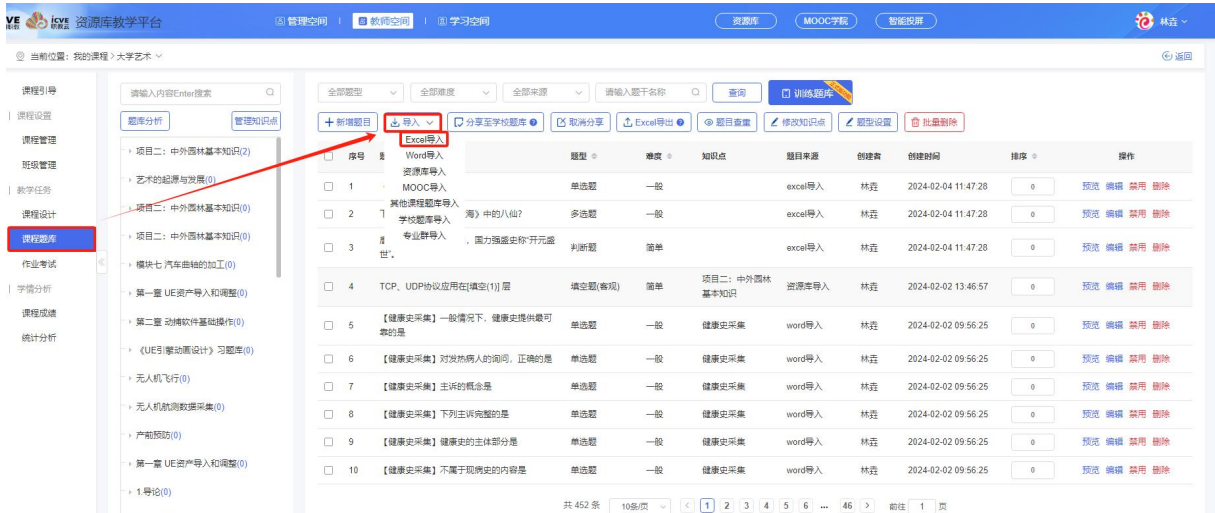 icve 资源库教学平台 管理空间 教师空间 学习空间 资源库 MOOC学院 智能投屏 林垚
当前位置：我的课程 > 大学艺术 返回
课程引导
课程设置
课程管理
班级管理
教学任务
课程设计
课程题库
作业考试
学情分析
课程成绩
统计分析
请输入内容Enter搜索
题库分析 管理知识点
项目二：中外园林基本知识(2)
艺术的起源与发展(0)
项目二：中外园林基本知识(0)
项目二：中外园林基本知识(0)
模块七 汽车曲轴的加工(0)
第一章 UE资产导入和调整(0)
第二章 动捕软件基础操作(0)
《UE引擎动画设计》习题库(0)
无人机飞行(0)
无人机航测数据采集(0)
产前预防(0)
第一章 UE资产导入和调整(0)
1.导论(0)
全部题型 全部难度 全部来源 请输入题干名称 查询 训练题库
新增题目 导入 分享至学校题库 取消分享 Excel导出 题目查重 修改知识点 题型设置 批量删除
Excel导入
Word导入
资源库导入
MOOC导入
其他课程题库导入
学校题库导入
专业群导入
序号 题型 难度 知识点 题目来源 创建者 创建时间 排序 操作
1 单选题 一般 excel导入 林垚 2024-02-04 11:47:28 0 预览 编辑 禁用 删除
2 海》中的八仙? 多选题 一般 excel导入 林垚 2024-02-04 11:47:28 0 预览 编辑 禁用 删除
3 ，国力强盛史称“开元盛世”。 判断题 简单 excel导入 林垚 2024-02-04 11:47:28 0 预览 编辑 禁用 删除
4 TCP、UDP协议应用在[填空(1)] 层 填空题(客观) 简单 项目二：中外园林基本知识 资源库导入 林垚 2024-02-02 13:46:57 0 预览 编辑 禁用 删除
5 【健康史采集】一般情况下，健康史提供最可靠的是 单选题 一般 健康史采集 word导入 林垚 2024-02-02 09:56:25 0 预览 编辑 禁用 删除
6 【健康史采集】对发热病人的询问，正确的是 单选题 一般 健康史采集 word导入 林垚 2024-02-02 09:56:25 0 预览 编辑 禁用 删除
7 【健康史采集】主诉的概念是 单选题 一般 健康史采集 word导入 林垚 2024-02-02 09:56:25 0 预览 编辑 禁用 删除
8 【健康史采集】下列主诉完整的是 单选题 一般 健康史采集 word导入 林垚 2024-02-02 09:56:25 0 预览 编辑 禁用 删除
9 【健康史采集】健康史的主体部分是 单选题 一般 健康史采集 word导入 林垚 2024-02-02 09:56:25 0 预览 编辑 禁用 删除
10 【健康史采集】不属于现病史的内容是 单选题 一般 健康史采集 word导入 林垚 2024-02-02 09:56:25 0 预览 编辑 禁用 删除
共 452 条 10条/页 < 1 2 3 4 5 6 ... 46 > 前往 1 页